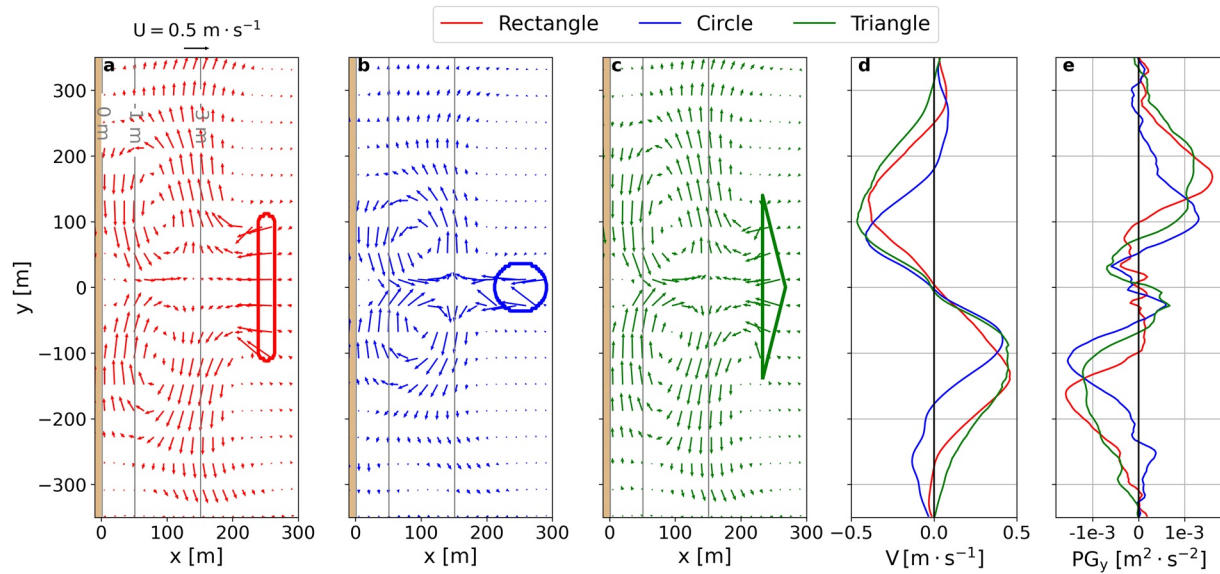 U = 0.5 m · s⁻¹
Rectangle Circle Triangle
a b c d e
0 m -1 m -3 m
y [m]
300
200
100
0
−100
−200
−300
0 100 200 300
x [m]
0 100 200 300
x [m]
0 100 200 300
x [m]
−0.5 0.0 0.5
V [m · s⁻¹]
-1e-3 0 1e-3
PGy [m² · s⁻²]